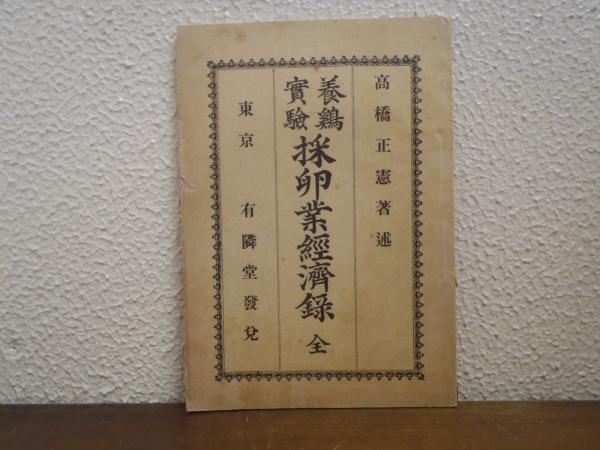 高橋正憲著述
養鷄實驗
採卵業經濟錄 全
東京 有隣堂發兌